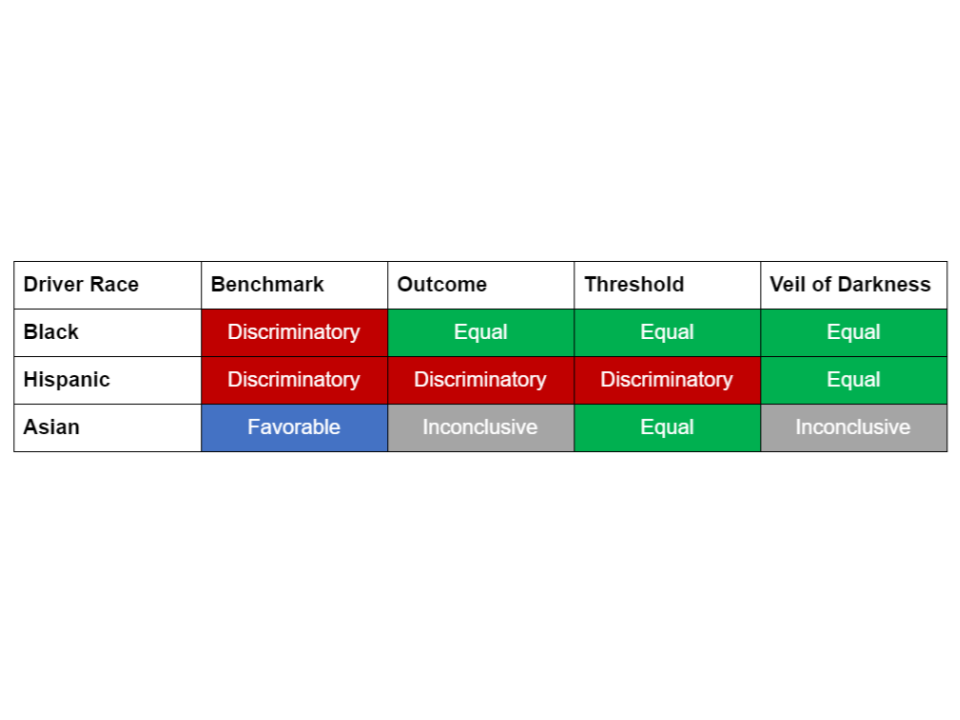 Driver Race Benchmark Outcome Threshold Veil of Darkness
Black Discriminatory Equal Equal Equal
Hispanic Discriminatory Discriminatory Discriminatory Equal
Asian Favorable Inconclusive Equal Inconclusive